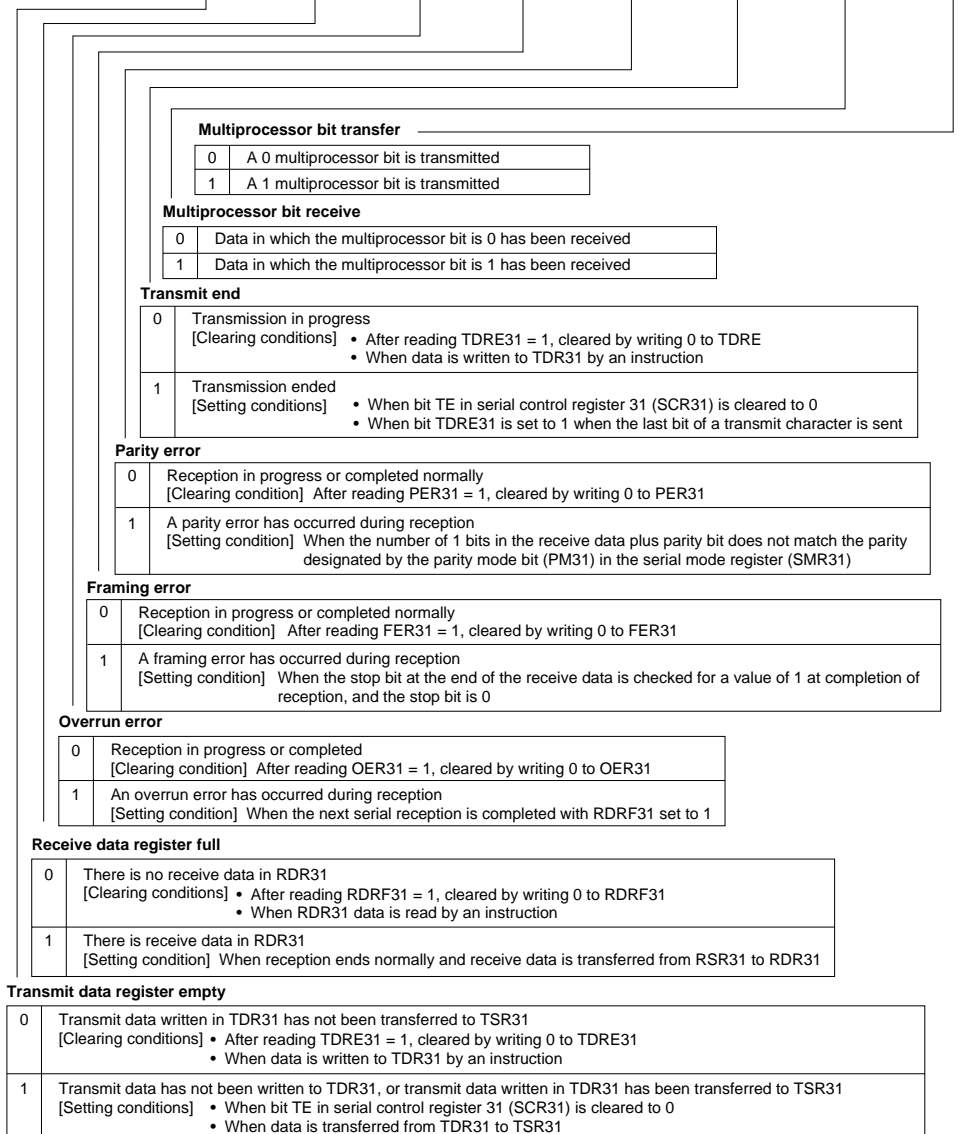 Multiprocessor bit transfer
0 A 0 multiprocessor bit is transmitted
1 A 1 multiprocessor bit is transmitted
Multiprocessor bit receive
0 Data in which the multiprocessor bit is 0 has been received
1 Data in which the multiprocessor bit is 1 has been received
Transmit end
0 Transmission in progress
[Clearing conditions] • After reading TDRE31 = 1, cleared by writing 0 to TDRE
• When data is written to TDR31 by an instruction
1 Transmission ended
[Setting conditions] • When bit TE in serial control register 31 (SCR31) is cleared to 0
• When bit TDRE31 is set to 1 when the last bit of a transmit character is sent
Parity error
0 Reception in progress or completed normally
[Clearing condition] After reading PER31 = 1, cleared by writing 0 to PER31
1 A parity error has occurred during reception
[Setting condition] When the number of 1 bits in the receive data plus parity bit does not match the parity
designated by the parity mode bit (PM31) in the serial mode register (SMR31)
Framing error
0 Reception in progress or completed normally
[Clearing condition] After reading FER31 = 1, cleared by writing 0 to FER31
1 A framing error has occurred during reception
[Setting condition] When the stop bit at the end of the receive data is checked for a value of 1 at completion of
reception, and the stop bit is 0
Overrun error
0 Reception in progress or completed
[Clearing condition] After reading OER31 = 1, cleared by writing 0 to OER31
1 An overrun error has occurred during reception
[Setting condition] When the next serial reception is completed with RDRF31 set to 1
Receive data register full
0 There is no receive data in RDR31
[Clearing conditions] • After reading RDRF31 = 1, cleared by writing 0 to RDRF31
• When RDR31 data is read by an instruction
1 There is receive data in RDR31
[Setting condition] When reception ends normally and receive data is transferred from RSR31 to RDR31
Transmit data register empty
0 Transmit data written in TDR31 has not been transferred to TSR31
[Clearing conditions] • After reading TDRE31 = 1, cleared by writing 0 to TDRE31
• When data is written to TDR31 by an instruction
1 Transmit data has not been written to TDR31, or transmit data written in TDR31 has been transferred to TSR31
[Setting conditions] • When bit TE in serial control register 31 (SCR31) is cleared to 0
• When data is transferred from TDR31 to TSR31